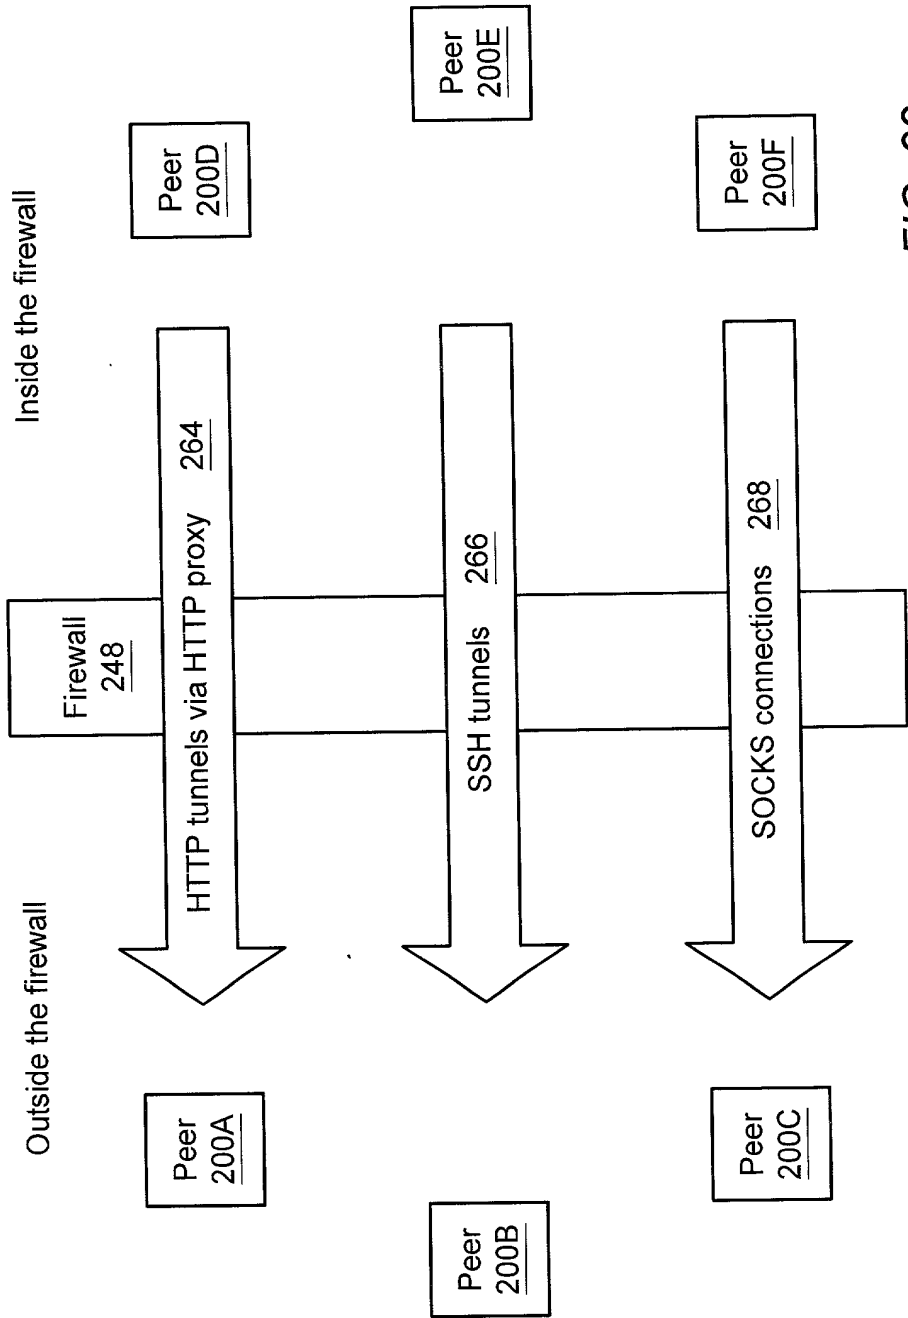 Outside the firewall
Inside the firewall
Firewall
248
Peer
200A
HTTP tunnels via HTTP proxy 264
Peer
200D
Peer
200B
SSH tunnels 266
Peer
200E
Peer
200C
SOCKS connections 268
Peer
200F
FIG.